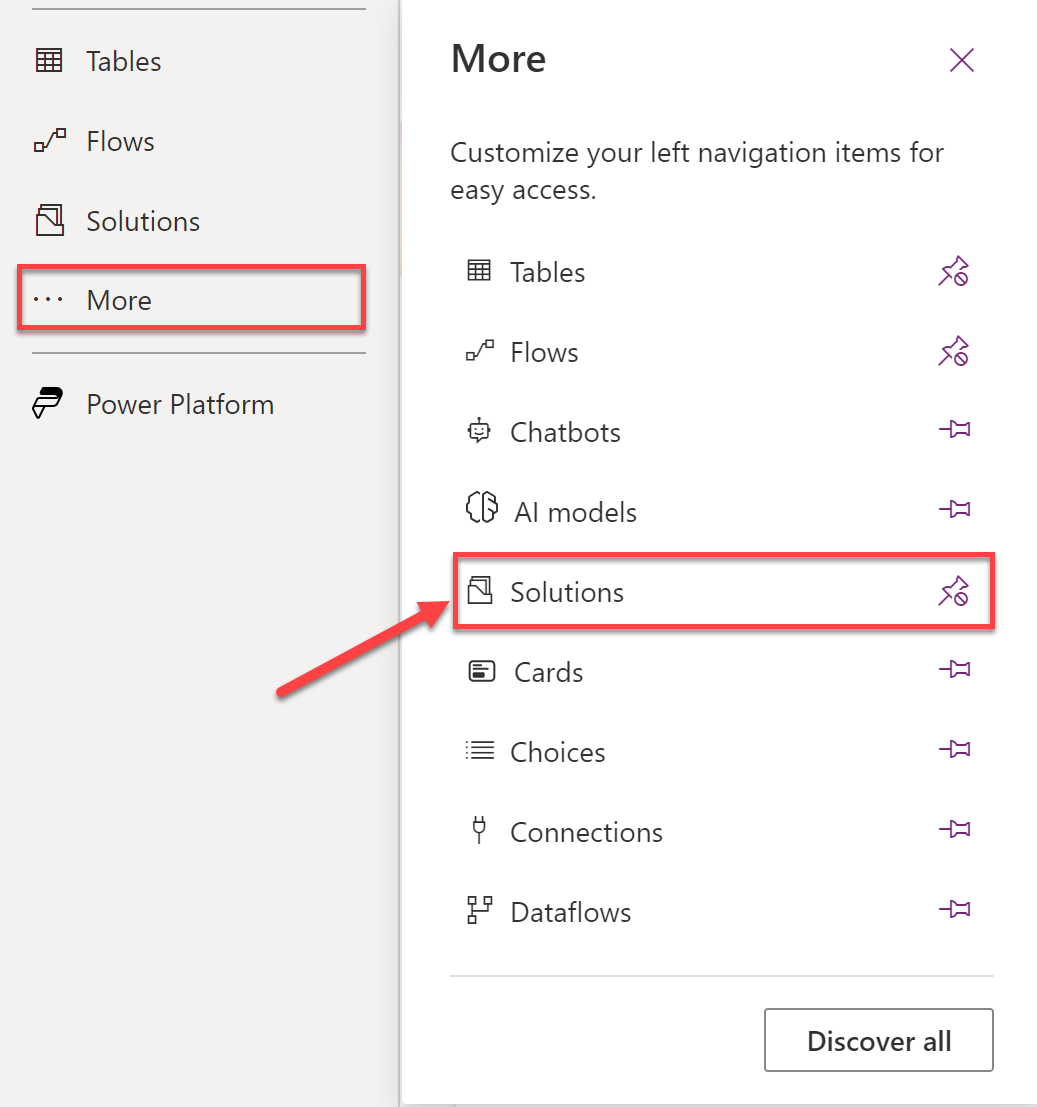 Tables
Flows
Solutions
More
Power Platform
More
Customize your left navigation items for
easy access.
Tables
Flows
Chatbots
AI models
Solutions
Cards
Choices
Connections
Dataflows
Discover all